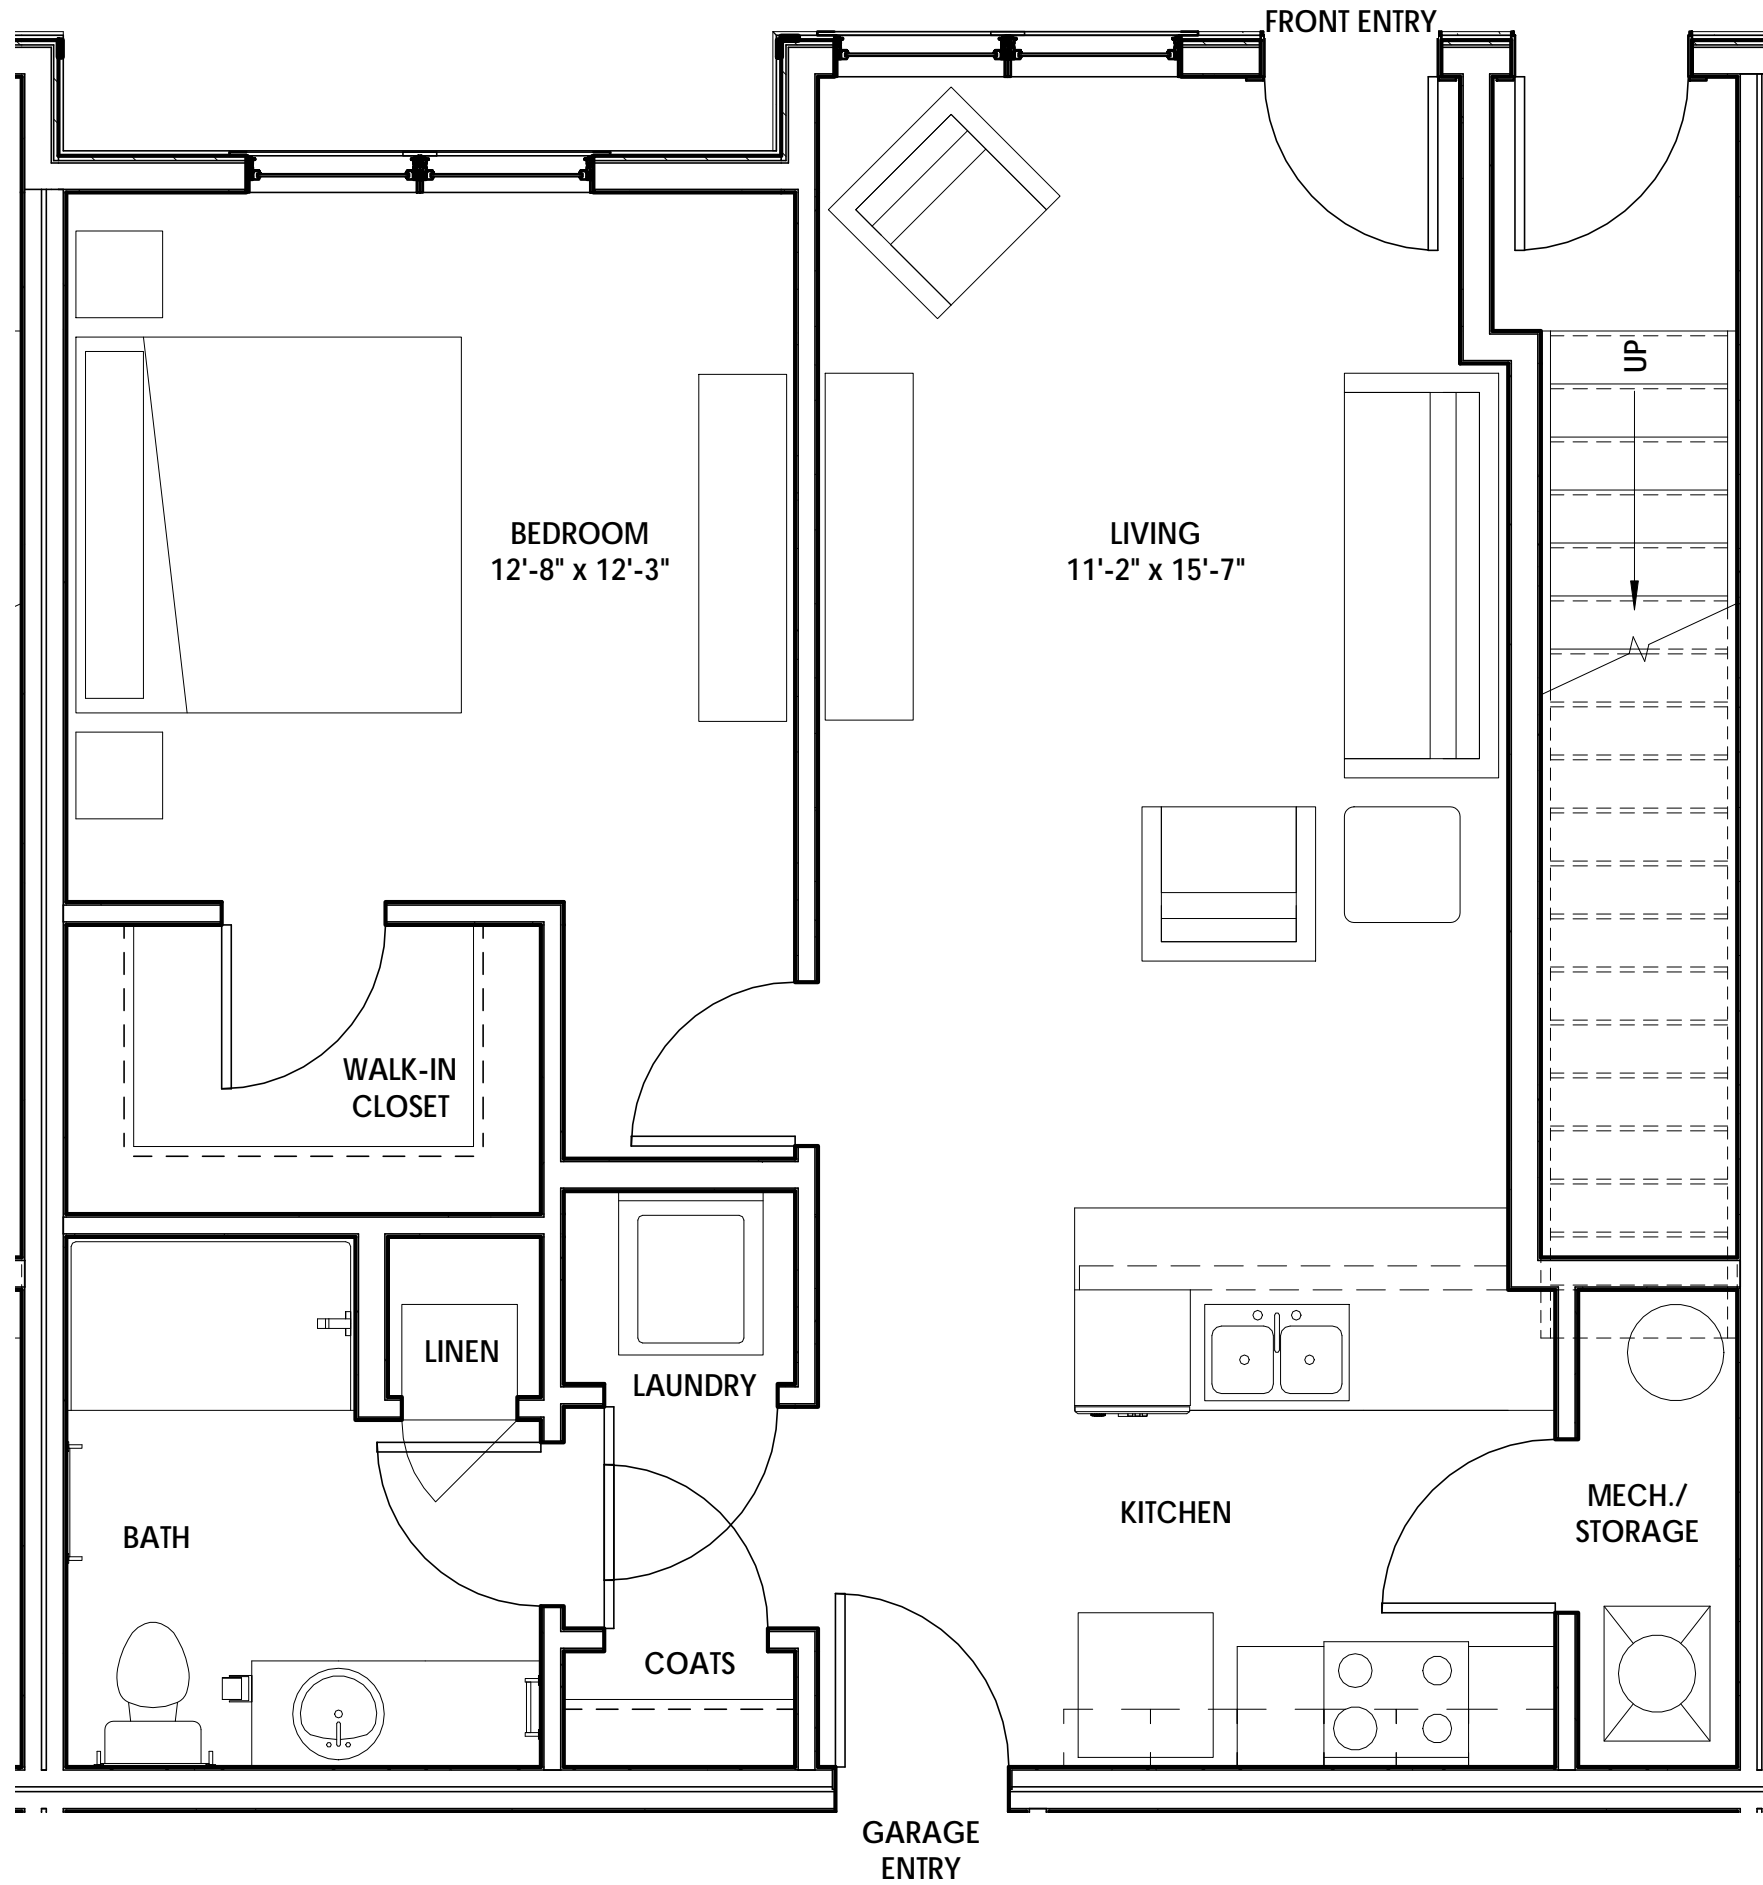 FRONT ENTRY
UP
BEDROOM
12'-8" x 12'-3"
LIVING
11'-2" x 15'-7"
WALK-IN
CLOSET
LINEN
LAUNDRY
BATH
KITCHEN
MECH./
STORAGE
COATS
GARAGE
ENTRY